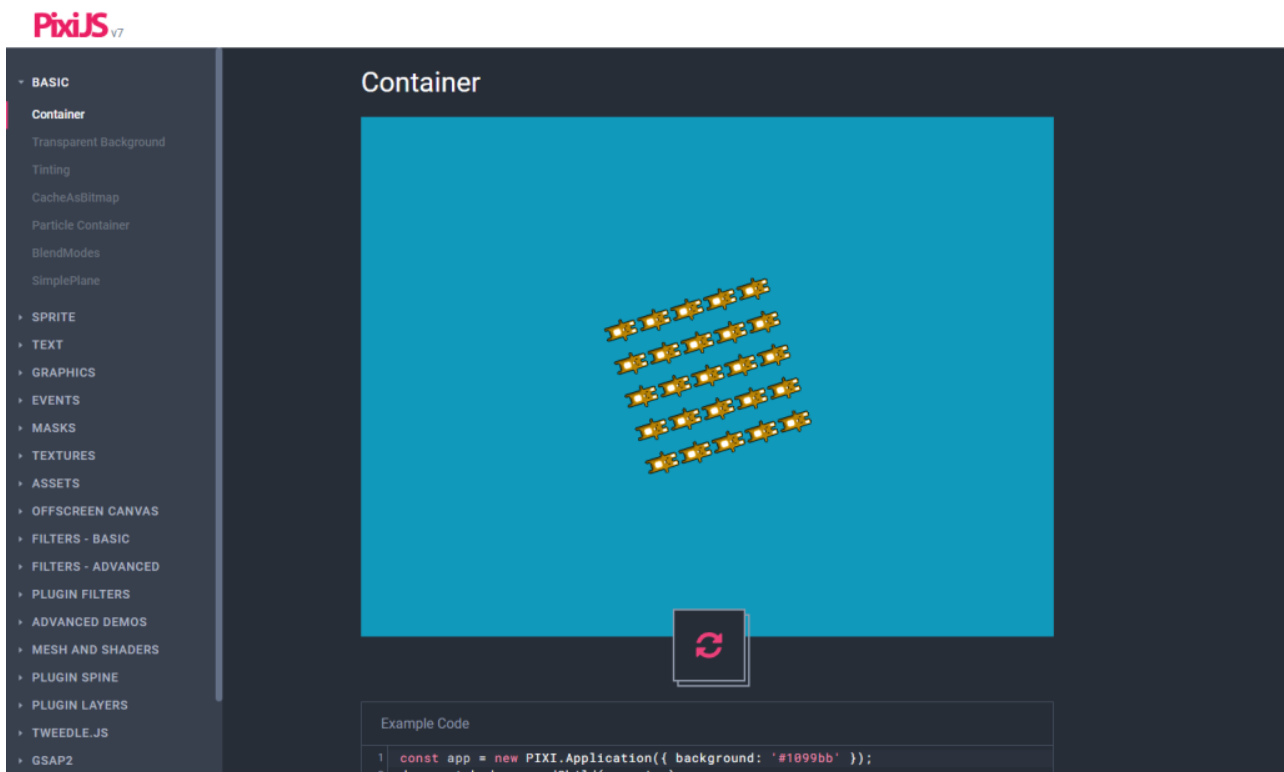 PixiJS v7
BASIC
Container
Transparent Background
Tinting
CacheAsBitmap
Particle Container
BlendModes
SimplePlane
SPRITE
TEXT
GRAPHICS
EVENTS
MASKS
TEXTURES
ASSETS
OFFSCREEN CANVAS
FILTERS - BASIC
FILTERS - ADVANCED
PLUGIN FILTERS
ADVANCED DEMOS
MESH AND SHADERS
PLUGIN SPINE
PLUGIN LAYERS
TWEEDLE.JS
GSAP2
Container
Example Code
1 const app = new PIXI.Application({ background: '#1099bb' });